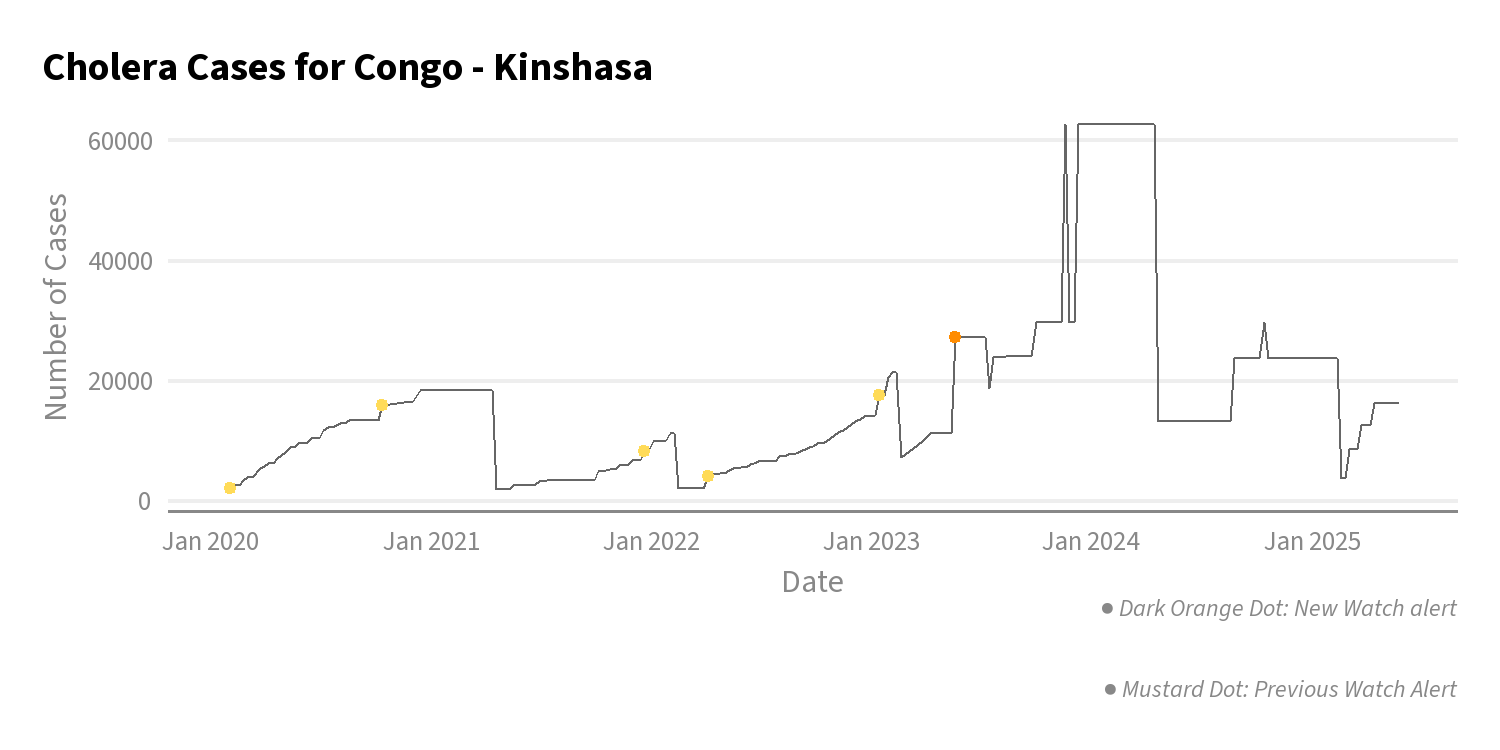 Cholera Cases for Congo - Kinshasa
Number of Cases
60000
40000
20000
0
Jan 2020
Jan 2021
Jan 2022
Jan 2023
Jan 2024
Jan 2025
Date
Dark Orange Dot: New Watch alert
Mustard Dot: Previous Watch Alert